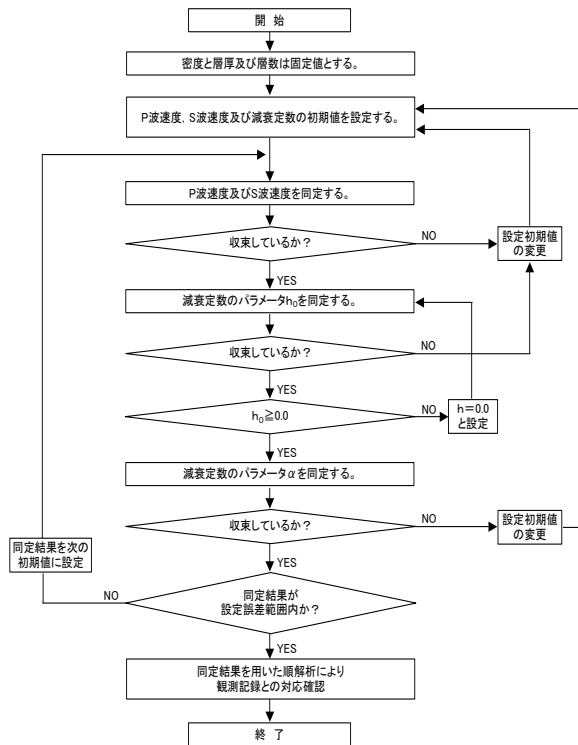 開 始
密度と層厚及び層数は固定値とする。
P波速度, S波速度及び減衰定数の初期値を設定する。
P波速度及びS波速度を同定する。
収束しているか？
NO
設定初期値
の変更
YES
減衰定数のパラメータh₀を同定する。
収束しているか？
NO
YES
h₀≧0.0
NO
h＝0.0
と設定
YES
減衰定数のパラメータαを同定する。
収束しているか？
NO
設定初期値
の変更
YES
同定結果を次の
初期値に設定
NO
同定結果が
設定誤差範囲内か？
YES
同定結果を用いた順解析により
観測記録との対応確認
終 了